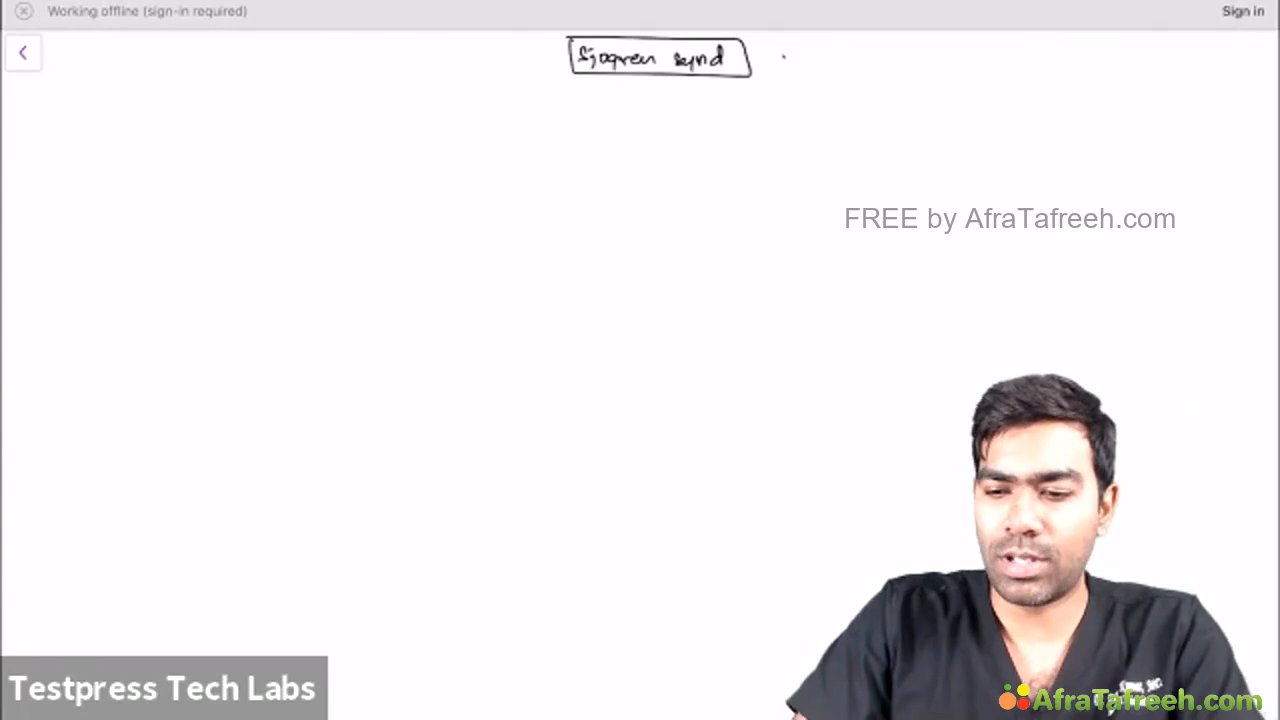 Working offline (sign-in required)
Sign in
Sjogren synd
FREE by AfraTafreeh.com
Testpress Tech Labs
AfraTafreeh.com